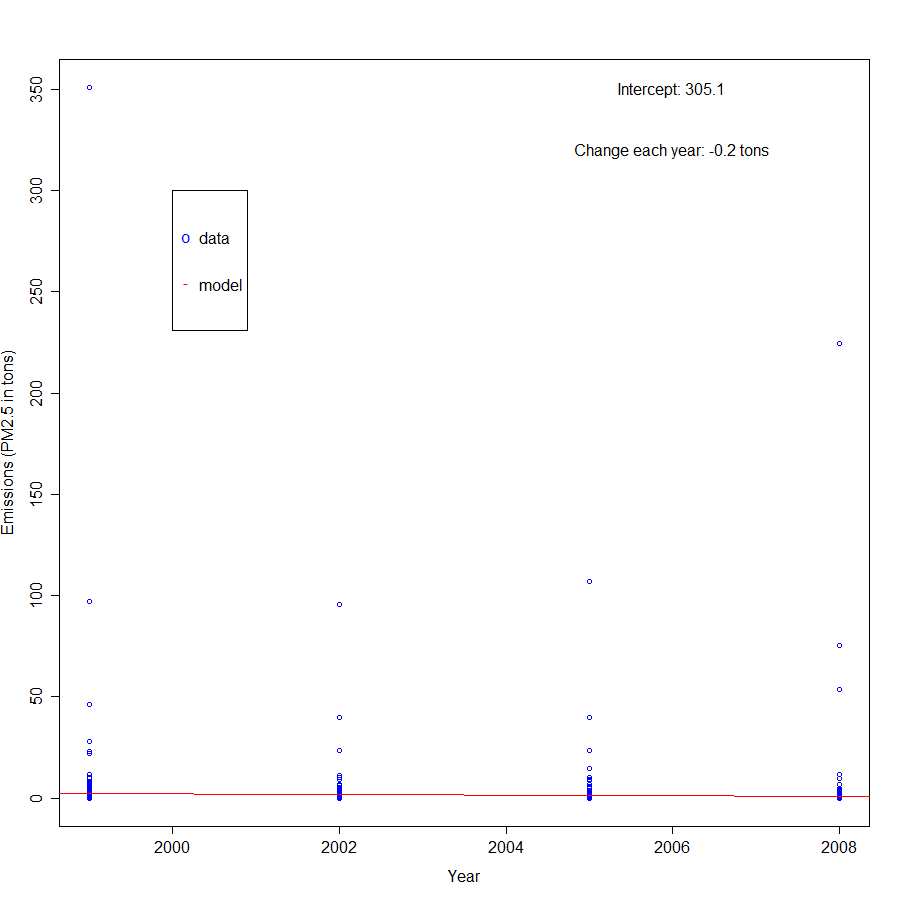 Intercept: 305.1
Change each year: -0.2 tons
o data
- model
Emissions (PM2.5 in tons)
350
300
250
200
150
100
50
0
2000 2002 2004 2006 2008
Year